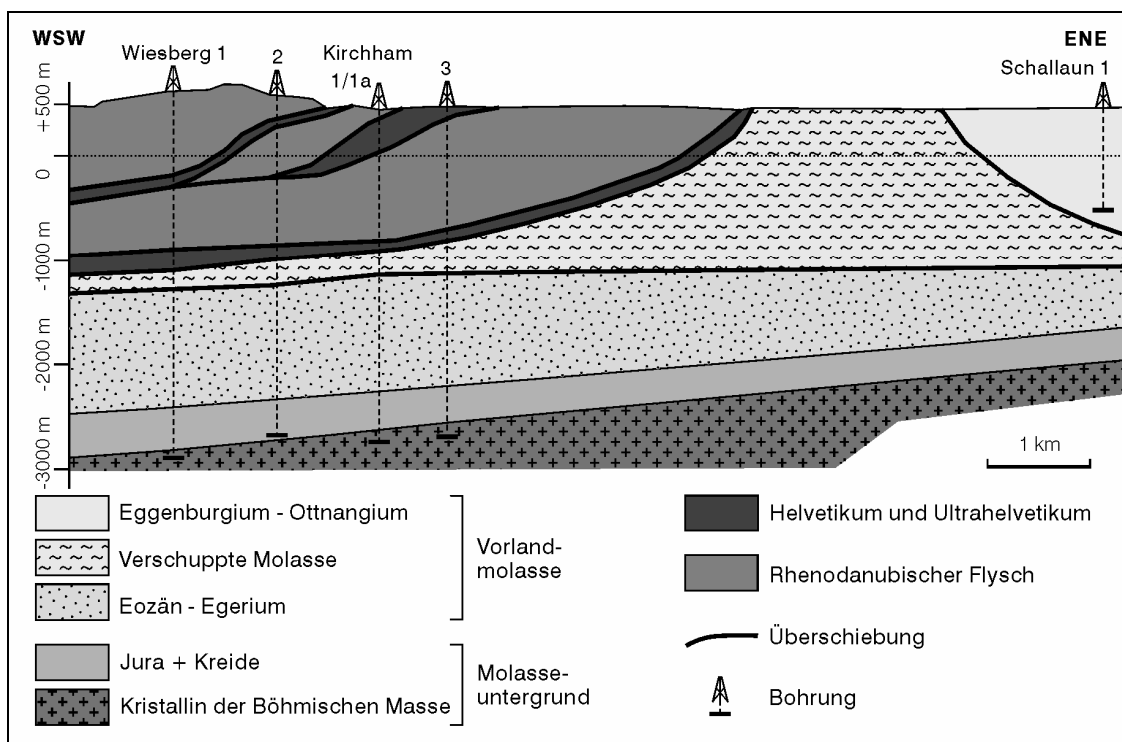 WSW
ENE
Wiesberg 1
2
Kirchham
1/1a
3
Schallaun 1
+500 m
0
-1000 m
-2000 m
-3000 m
1 km
Eggenburgium - Ottnangium
Verschuppte Molasse
Eozän - Egerium
Vorland-
molasse
Jura + Kreide
Kristallin der Böhmischen Masse
Molasse-
untergrund
Helvetikum und Ultrahelvetikum
Rhenodanubischer Flysch
Überschiebung
Bohrung